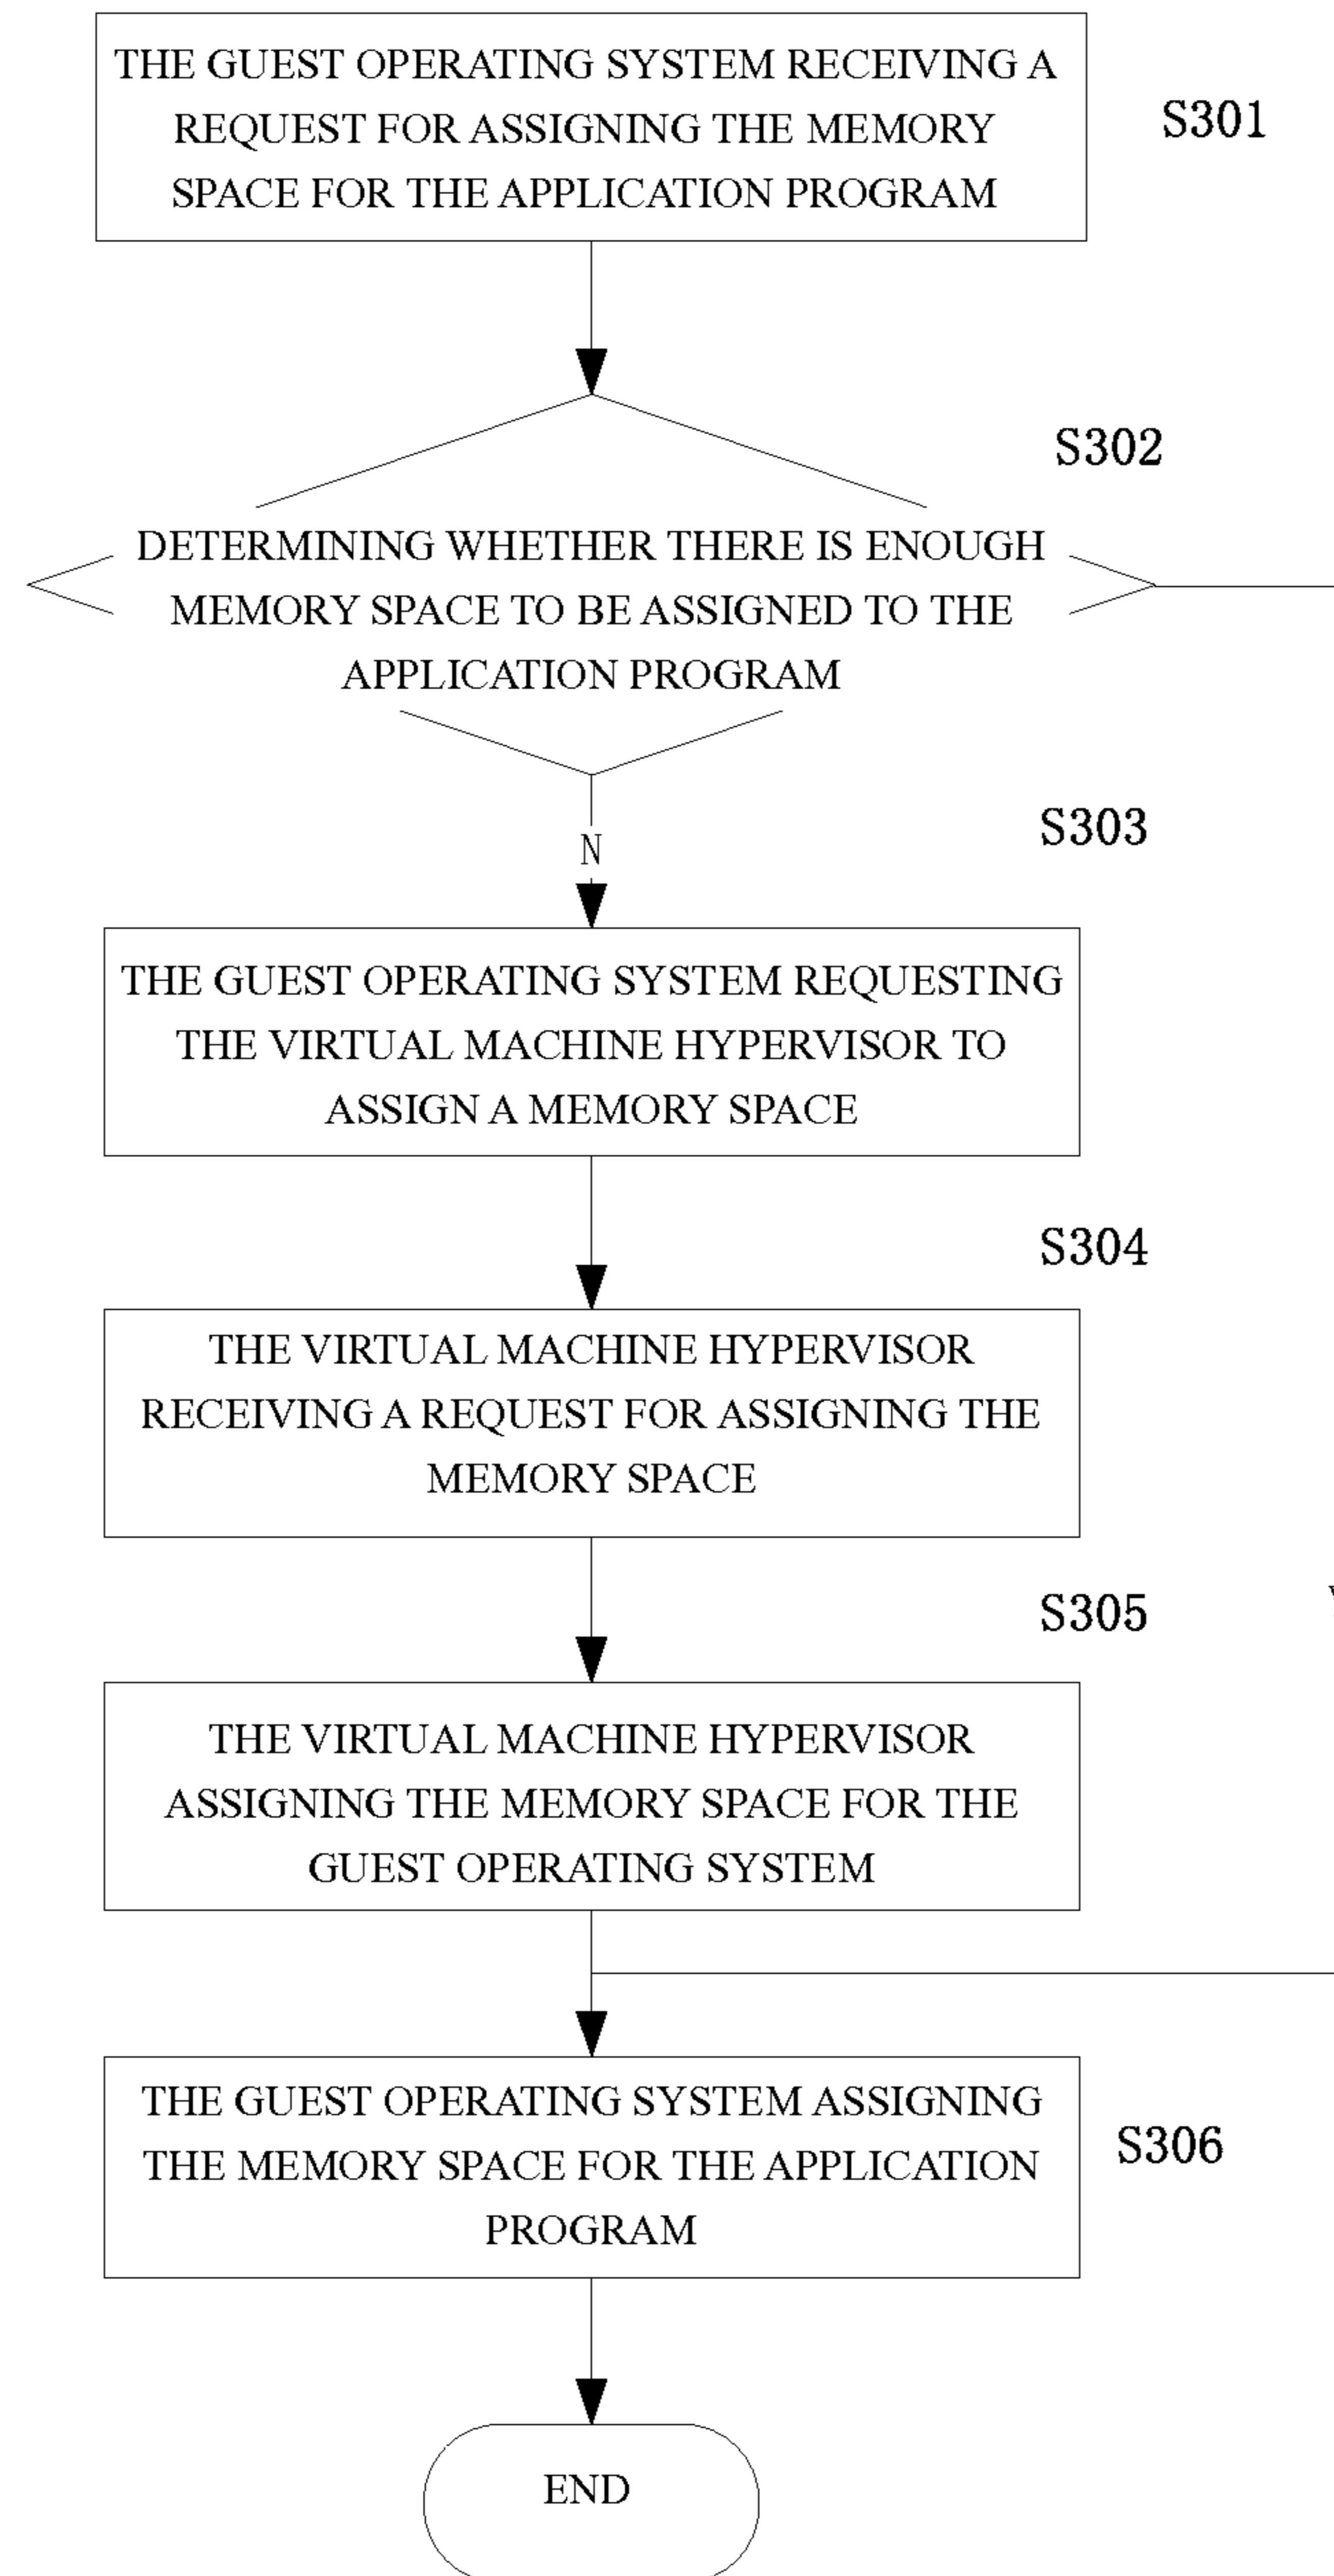 THE GUEST OPERATING SYSTEM RECEIVING A
REQUEST FOR ASSIGNING THE MEMORY
SPACE FOR THE APPLICATION PROGRAM
S301
S302
DETERMINING WHETHER THERE IS ENOUGH
MEMORY SPACE TO BE ASSIGNED TO THE
APPLICATION PROGRAM
N
S303
THE GUEST OPERATING SYSTEM REQUESTING
THE VIRTUAL MACHINE HYPERVISOR TO
ASSIGN A MEMORY SPACE
S304
THE VIRTUAL MACHINE HYPERVISOR
RECEIVING A REQUEST FOR ASSIGNING THE
MEMORY SPACE
S305
THE VIRTUAL MACHINE HYPERVISOR
ASSIGNING THE MEMORY SPACE FOR THE
GUEST OPERATING SYSTEM
THE GUEST OPERATING SYSTEM ASSIGNING
THE MEMORY SPACE FOR THE APPLICATION
PROGRAM
S306
END